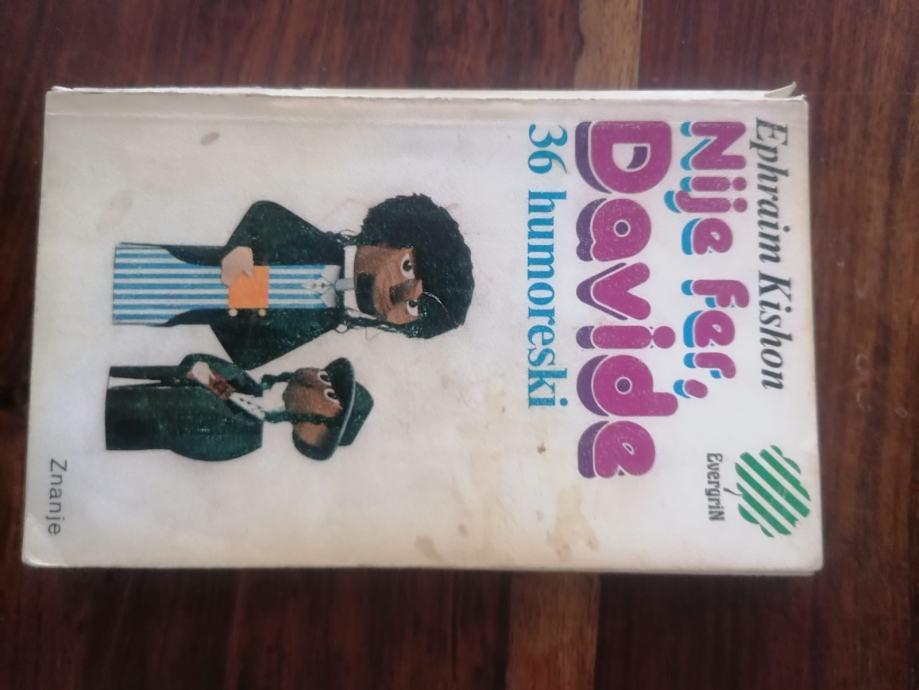 Ephraim Kishon
Nije fer,
Davide
36 humoreski
EvergriN
Znanje